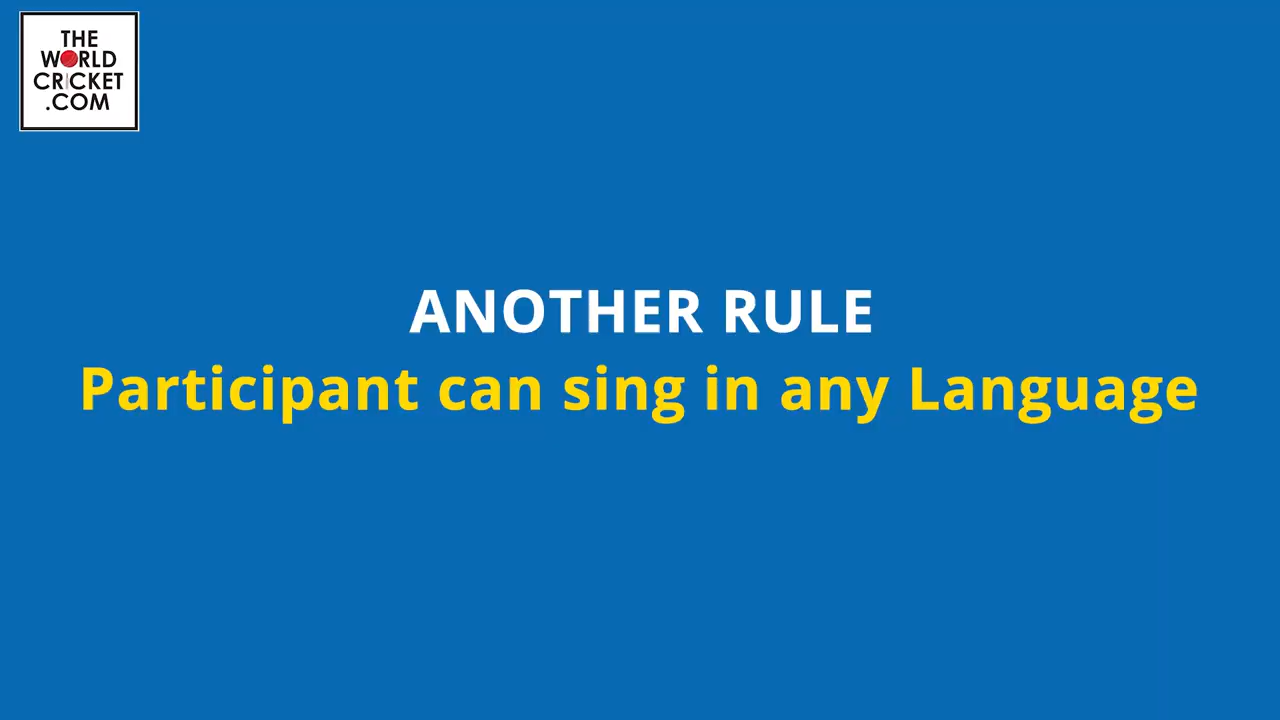 THE
WORLD
CRICKET
.COM
ANOTHER RULE
Participant can sing in any Language